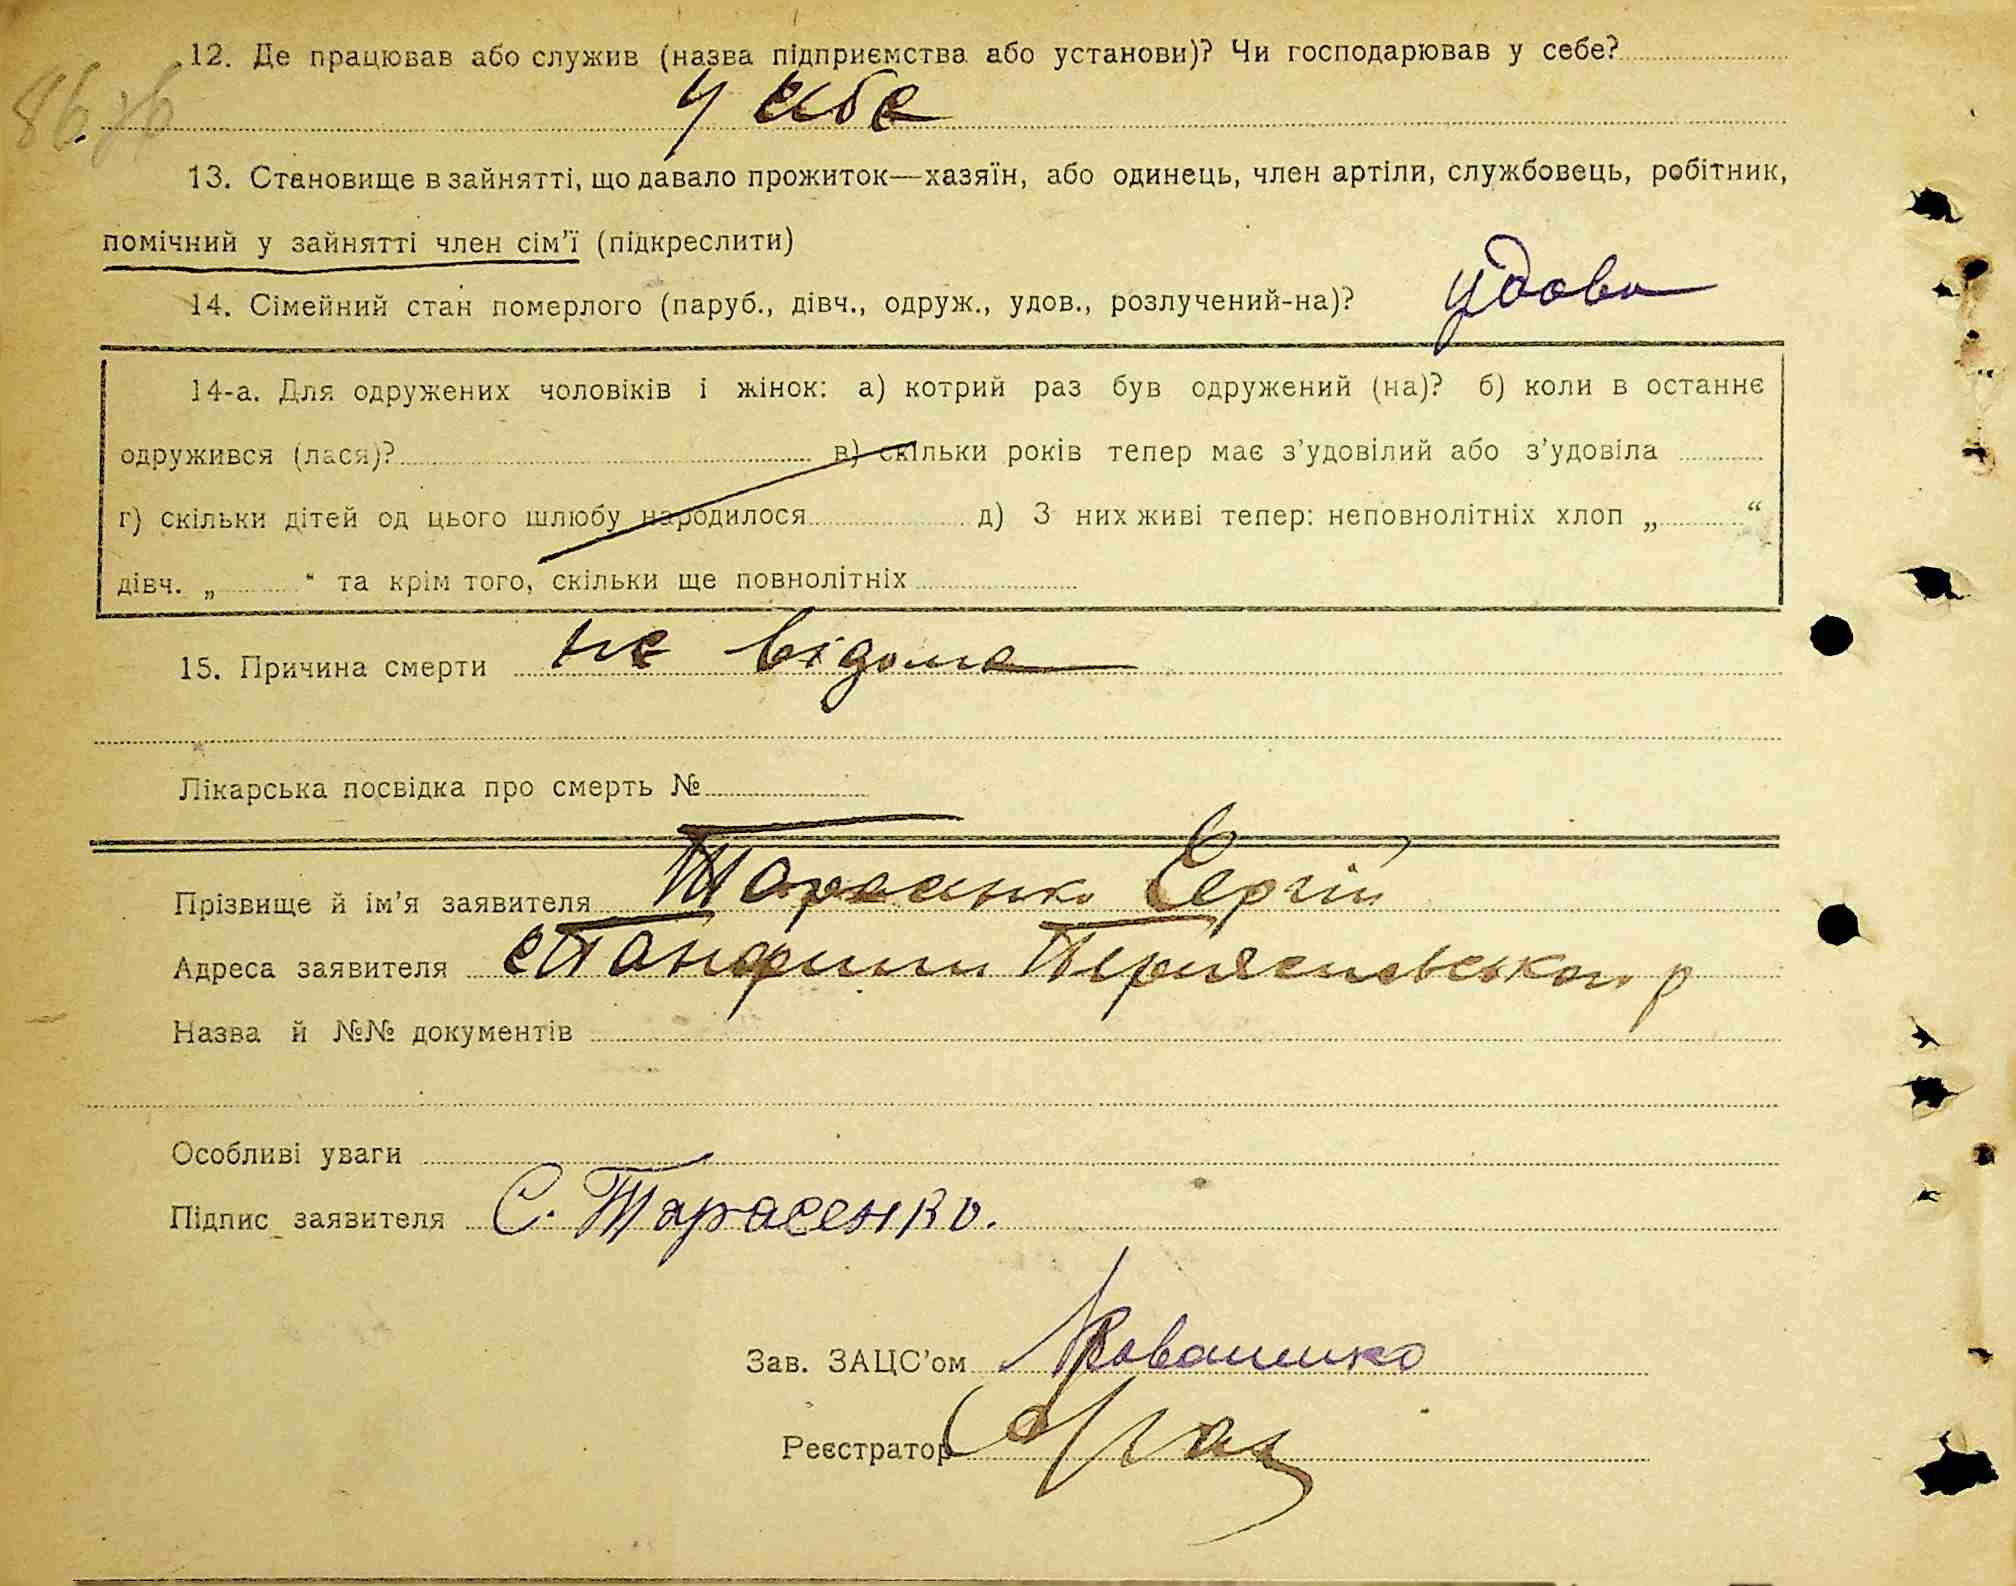 12. Де працював або служив (назва підприємства або установи)? Чи господарював у себе?
у себе
13. Становище в зайнятті, що давало прожиток—хазяїн, або одинець, член артіли, службовець, робітник,
помічний у зайнятті член сім'ї (підкреслити)
14. Сімейний стан померлого (паруб., дівч., одруж., удов., розлучений-на)? удова
14-а. Для одружених чоловіків і жінок: а) котрий раз був одружений (на)? б) коли в останнє
одружився (лася)? в) скільки років тепер має з'удовілий або з'удовіла
г) скільки дітей од цього шлюбу народилося д) З них живі тепер: неповнолітніх хлоп „ “
дівч. „ “ та крім того, скільки ще повнолітніх
15. Причина смерти не відома
Лікарська посвідка про смерть №
Прізвище й ім'я заявителя Тарасенко Сергій
Адреса заявителя с Панфили
Назва й №№ документів
Особливі уваги
Підпис заявителя С. Тарасенко.
Зав. ЗАЦС'ом
Реєстратор